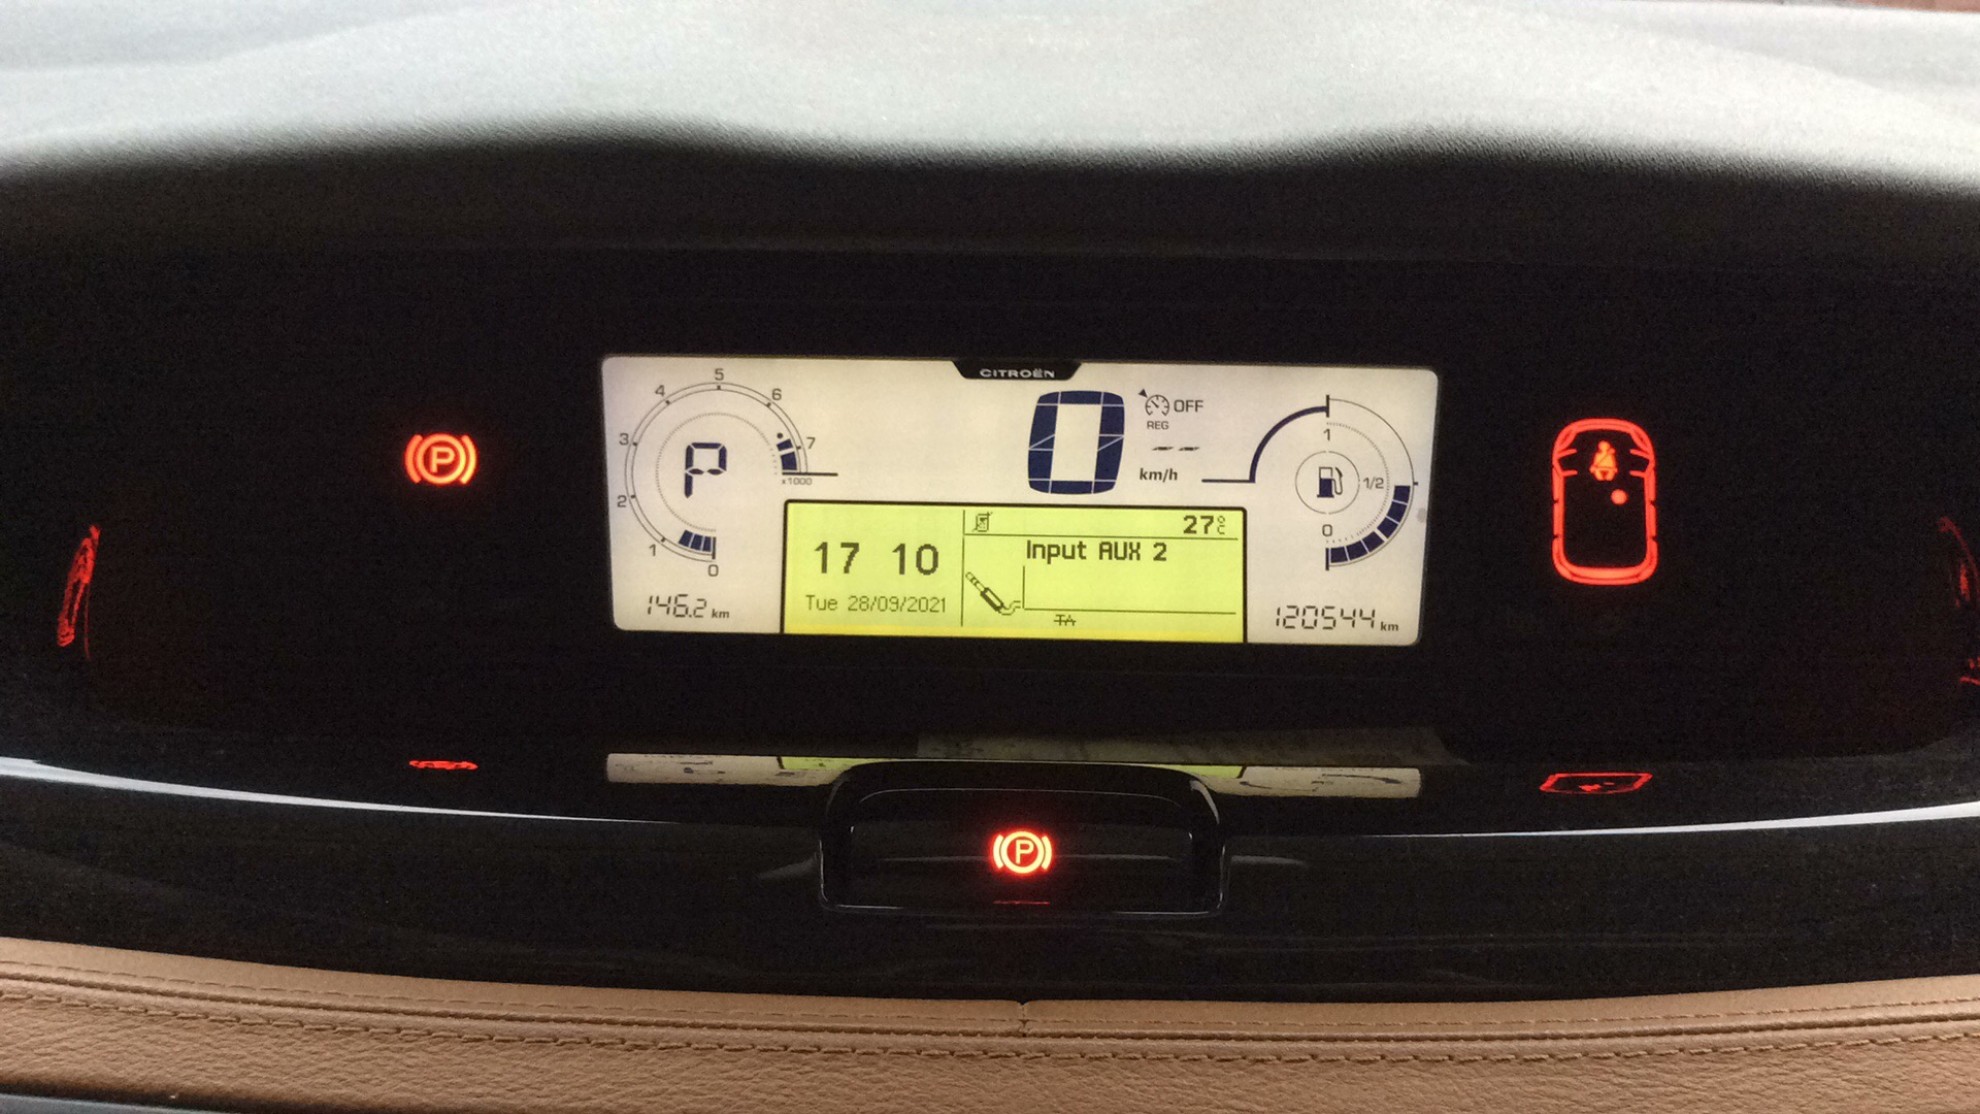 CITROËN
5
4
6
3
7
x1000
2
1
0
P
146.2 km
0
OFF
REG
-- 
km/h
1
1/2
0
120544 km
17 10
Tue 28/09/2021
27°C
Input AUX 2
TA
P
P